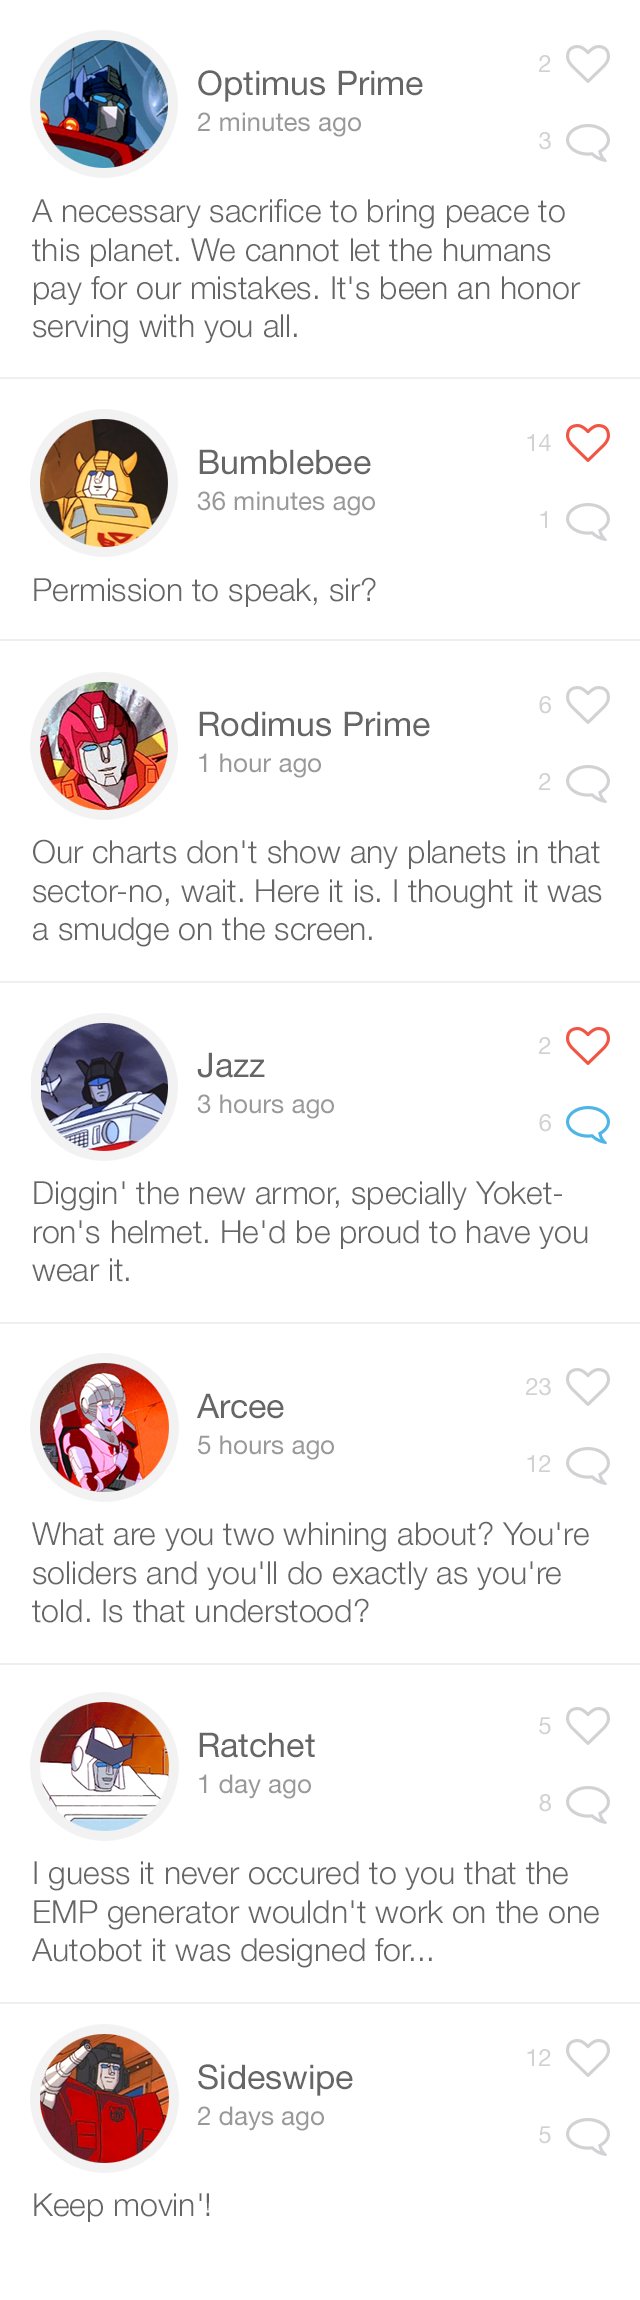 Optimus Prime
2 minutes ago
2
3
A necessary sacrifice to bring peace to
this planet. We cannot let the humans
pay for our mistakes. It's been an honor
serving with you all.
Bumblebee
36 minutes ago
14
1
Permission to speak, sir?
Rodimus Prime
1 hour ago
6
2
Our charts don't show any planets in that
sector-no, wait. Here it is. I thought it was
a smudge on the screen.
Jazz
3 hours ago
2
6
Diggin' the new armor, specially Yoket-
ron's helmet. He'd be proud to have you
wear it.
Arcee
5 hours ago
23
12
What are you two whining about? You're
soliders and you'll do exactly as you're
told. Is that understood?
Ratchet
1 day ago
5
8
I guess it never occured to you that the
EMP generator wouldn't work on the one
Autobot it was designed for...
Sideswipe
2 days ago
12
5
Keep movin'!